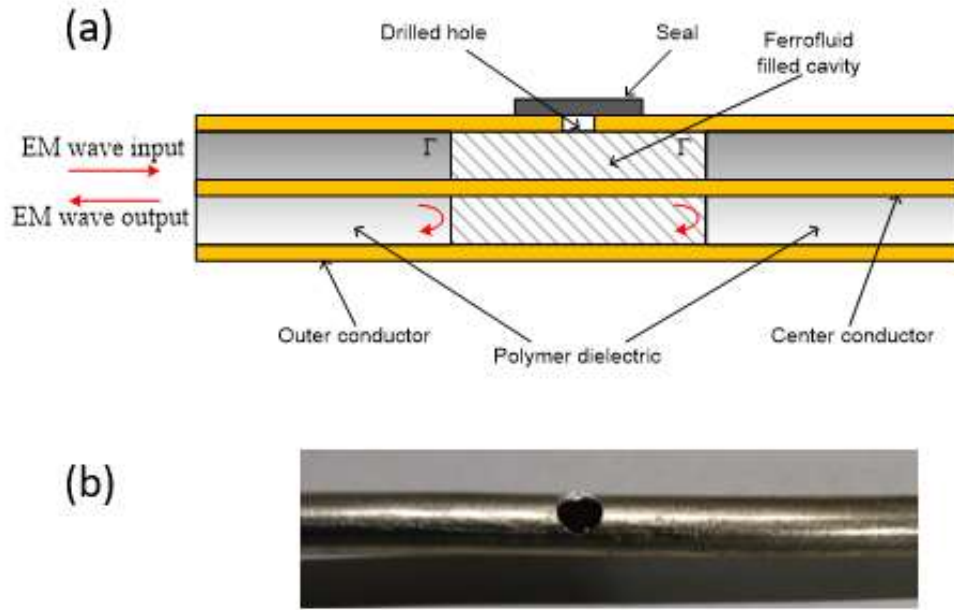 (a)
Drilled hole
Seal
Ferrofluid
filled cavity
EM wave input
Γ
Γ
EM wave output
Outer conductor
Polymer dielectric
Center conductor
(b)